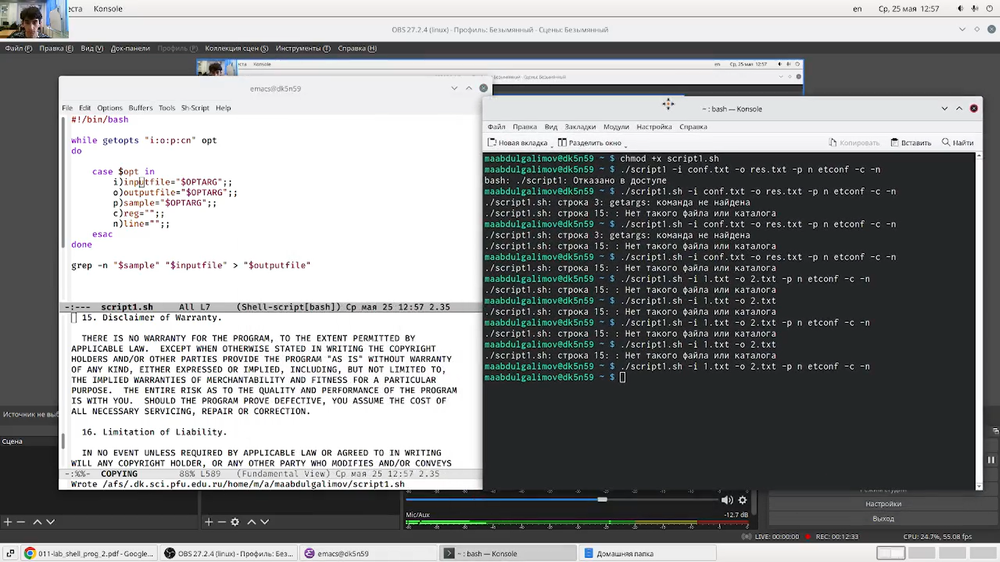 еста Konsole en Ср, 25 мая 12:57
OBS 27.2.4 (linux) - Профиль: Безымянный - Сцены: Безымянный
Файл (F) Правка (E) Вид (V) Док-панели Профиль (P) Коллекция сцен (S) Инструменты (T) Справка (H)
ста Konsole en Ср, 25 мая 12:57
Безымянный - Сцены: Безымянный
emacs@dk5n59
File Edit Options Buffers Tools Sh-Script Help
#!/bin/bash
while getopts "i:o:p:cn" opt
do
case $opt in
i)inputfile="$OPTARG";;
o)outputfile="$OPTARG";;
p)sample="$OPTARG";;
c)reg="";;
n)line="";;
esac
done
grep -n "$sample" "$inputfile" > "$outputfile"
-:--- script1.sh All L7 (Shell-script[bash]) Ср мая 25 12:57 2.35
15. Disclaimer of Warranty.
THERE IS NO WARRANTY FOR THE PROGRAM, TO THE EXTENT PERMITTED BY
APPLICABLE LAW. EXCEPT WHEN OTHERWISE STATED IN WRITING THE COPYRIGHT
HOLDERS AND/OR OTHER PARTIES PROVIDE THE PROGRAM "AS IS" WITHOUT WARRANTY
OF ANY KIND, EITHER EXPRESSED OR IMPLIED, INCLUDING, BUT NOT LIMITED TO,
THE IMPLIED WARRANTIES OF MERCHANTABILITY AND FITNESS FOR A PARTICULAR
PURPOSE. THE ENTIRE RISK AS TO THE QUALITY AND PERFORMANCE OF THE PROGRAM
IS WITH YOU. SHOULD THE PROGRAM PROVE DEFECTIVE, YOU ASSUME THE COST OF
ALL NECESSARY SERVICING, REPAIR OR CORRECTION.
16. Limitation of Liability.
IN NO EVENT UNLESS REQUIRED BY APPLICABLE LAW OR AGREED TO IN WRITING
WILL ANY COPYRIGHT HOLDER, OR ANY OTHER PARTY WHO MODIFIES AND/OR CONVEYS
-:%%- COPYING 88% L589 (Fundamental View) Ср мая 25 12:57 2.35
Wrote /afs/.dk.sci.pfu.edu.ru/home/m/a/maabdulgalimov/script1.sh
~ : bash — Konsole
Файл Правка Вид Закладки Модули Настройка Справка
Новая вкладка Разделить окно Копировать Вставить Найти
maabdulgalimov@dk5n59 ~ $ chmod +x script1.sh
maabdulgalimov@dk5n59 ~ $ ./script1 -i conf.txt -o res.txt -p n etconf -c -n
bash: ./script1: Отказано в доступе
maabdulgalimov@dk5n59 ~ $ ./script1.sh -i conf.txt -o res.txt -p n etconf -c -n
./script1.sh: строка 3: getargs: команда не найдена
./script1.sh: строка 15: : Нет такого файла или каталога
maabdulgalimov@dk5n59 ~ $ ./script1.sh -i conf.txt -o res.txt -p n etconf -c -n
./script1.sh: строка 3: getargs: команда не найдена
./script1.sh: строка 15: : Нет такого файла или каталога
maabdulgalimov@dk5n59 ~ $ ./script1.sh -i conf.txt -o res.txt -p n etconf -c -n
./script1.sh: строка 15: : Нет такого файла или каталога
maabdulgalimov@dk5n59 ~ $ ./script1.sh -i 1.txt -o 2.txt -p n etconf -c -n
./script1.sh: строка 15: : Нет такого файла или каталога
maabdulgalimov@dk5n59 ~ $ ./script1.sh -i 1.txt -o 2.txt
./script1.sh: строка 15: : Нет такого файла или каталога
maabdulgalimov@dk5n59 ~ $ ./script1.sh -i 1.txt -o 2.txt -p n etconf -c -n
./script1.sh: строка 15: : Нет такого файла или каталога
maabdulgalimov@dk5n59 ~ $ ./script1.sh -i 1.txt -o 2.txt
./script1.sh: строка 15: : Нет такого файла или каталога
maabdulgalimov@dk5n59 ~ $ ./script1.sh -i 1.txt -o 2.txt -p n etconf -c -n
maabdulgalimov@dk5n59 ~ $
Источник не выб
Сцена
Mic/Aux -12.7 dB
Настройки
Выход
LIVE: 00:00:00 REC: 00:12:33 CPU: 24.7%, 55.08 fps
011-lab_shell_prog_2.pdf - Google... OBS 27.2.4 (linux) - Профиль: Без... emacs@dk5n59 ~ : bash — Konsole Домашняя папка